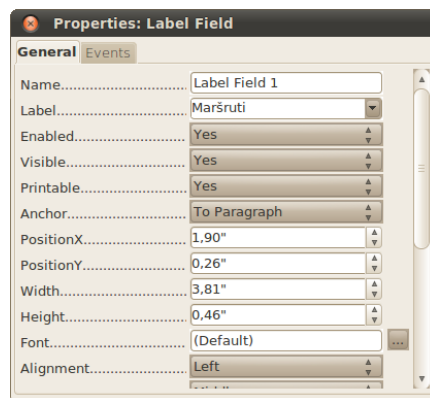 Properties: Label Field
General Events
Name............................ Label Field 1
Label............................. Maršruti
Enabled......................... Yes
Visible........................... Yes
Printable........................ Yes
Anchor........................... To Paragraph
PositionX....................... 1,90"
PositionY....................... 0,26"
Width............................. 3,81"
Height............................ 0,46"
Font............................... (Default) ...
Alignment...................... Left